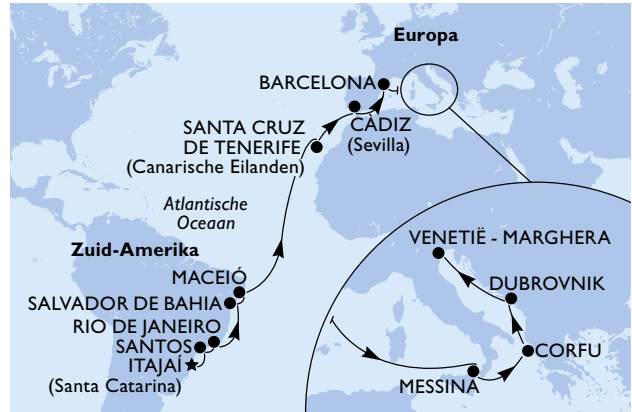 Europa
BARCELONA
CÁDIZ
(Sevilla)
SANTA CRUZ
DE TENERIFE
(Canarische Eilanden)
Atlantische
Oceaan
Zuid-Amerika
MACEIÓ
SALVADOR DE BAHIA
RIO DE JANEIRO
SANTOS
ITAJAÍ
(Santa Catarina)
VENETIË - MARGHERA
DUBROVNIK
CORFU
MESSINA